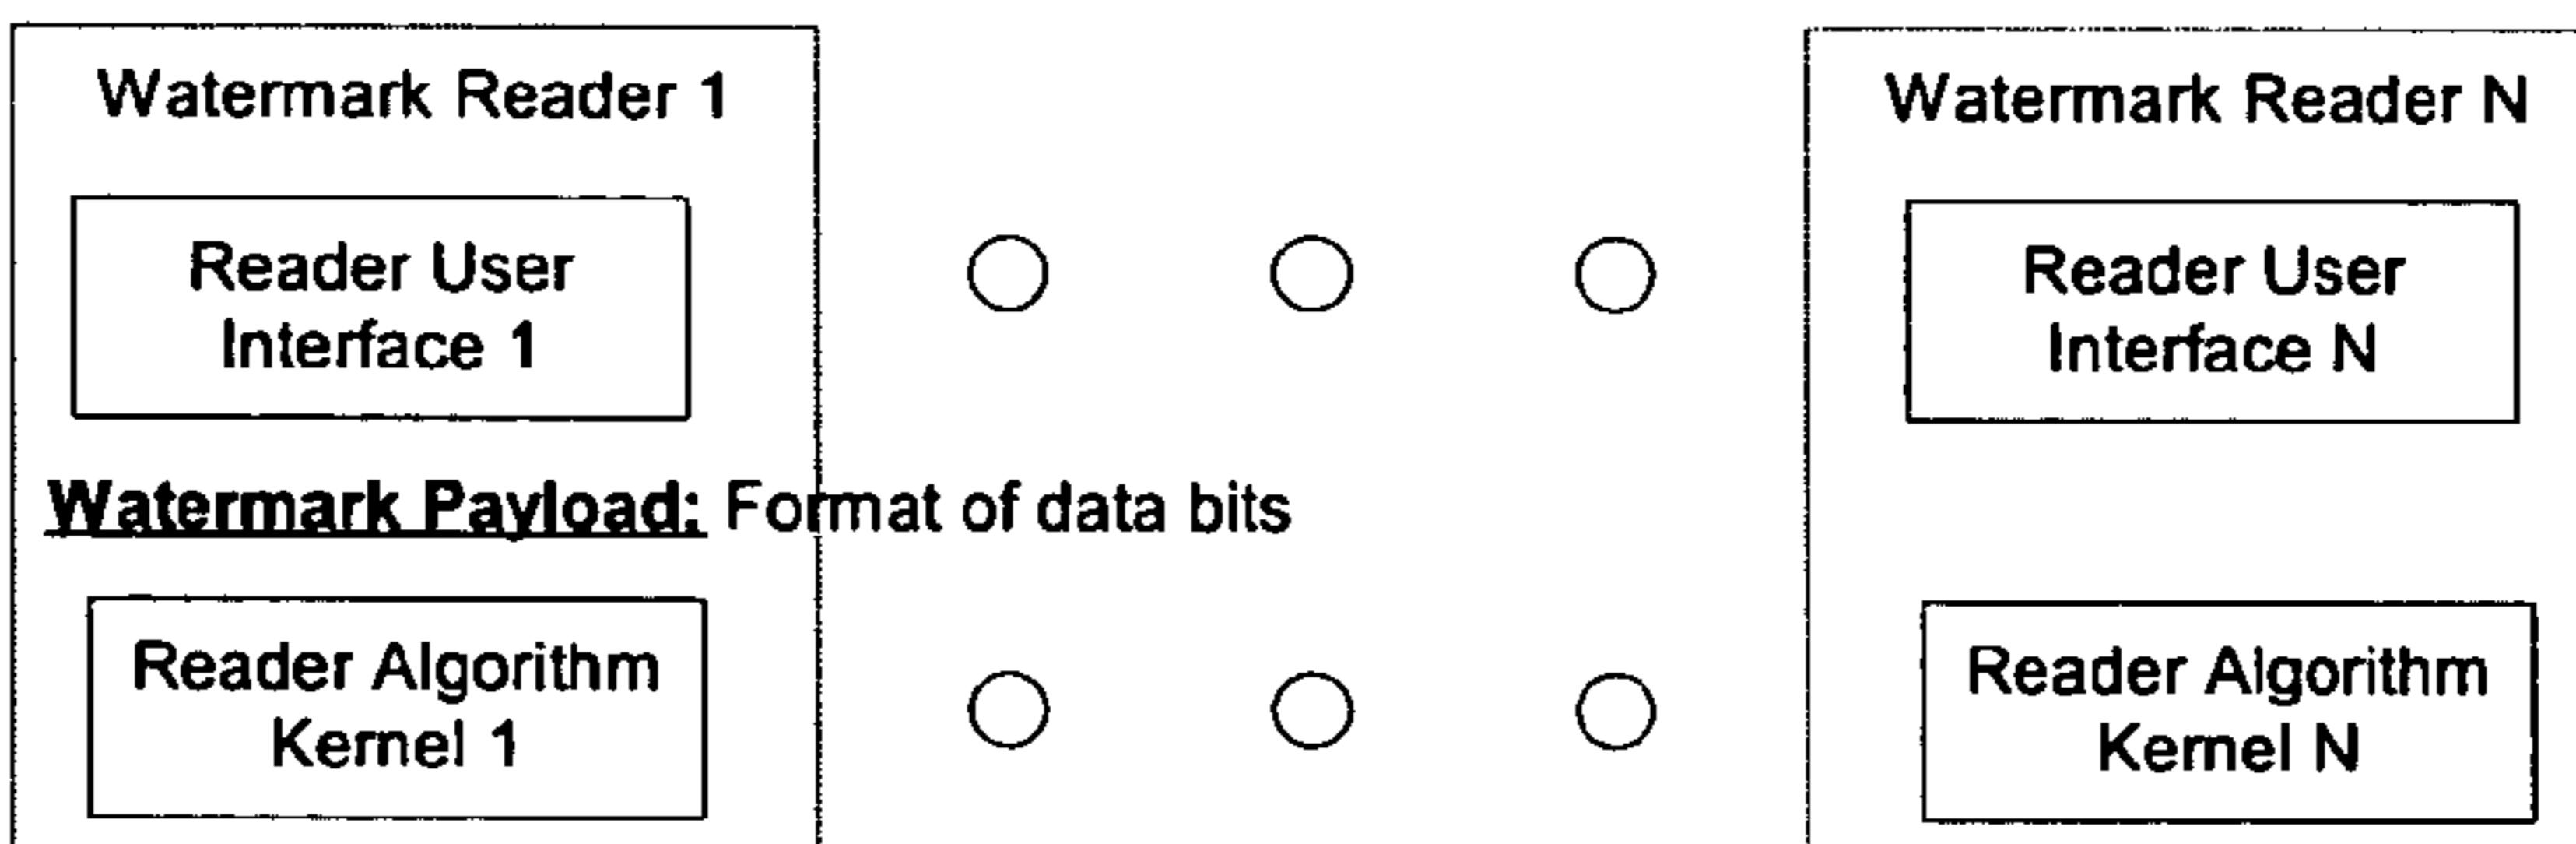 Watermark Reader 1
Watermark Reader N
Reader User
Interface 1
Reader User
Interface N
Watermark Payload: Format of data bits
Reader Algorithm
Kernel 1
Reader Algorithm
Kernel N